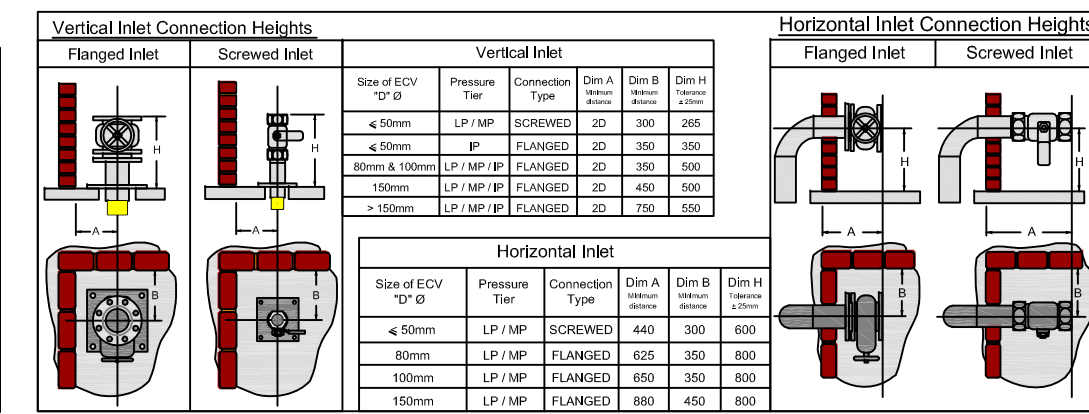 Vertical Inlet Connection Heights
Flanged Inlet
Screwed Inlet
H
H
A
A
B
B
Vertical Inlet
Size of ECV "D" Ø
Pressure Tier
Connection Type
Dim A Minimum distance
Dim B Minimum distance
Dim H Tolerance ± 25mm
⩽ 50mm LP / MP SCREWED 2D 300 265
⩽ 50mm IP FLANGED 2D 350 350
80mm & 100mm LP / MP / IP FLANGED 2D 350 500
150mm LP / MP / IP FLANGED 2D 450 500
> 150mm LP / MP / IP FLANGED 2D 750 550
Horizontal Inlet
Size of ECV "D" Ø
Pressure Tier
Connection Type
Dim A Minimum distance
Dim B Minimum distance
Dim H Tolerance ± 25mm
⩽ 50mm LP / MP SCREWED 440 300 600
80mm LP / MP FLANGED 625 350 800
100mm LP / MP FLANGED 650 350 800
150mm LP / MP FLANGED 880 450 800
Horizontal Inlet Connection Heights
Flanged Inlet
Screwed Inlet
H
H
A
A
B
B